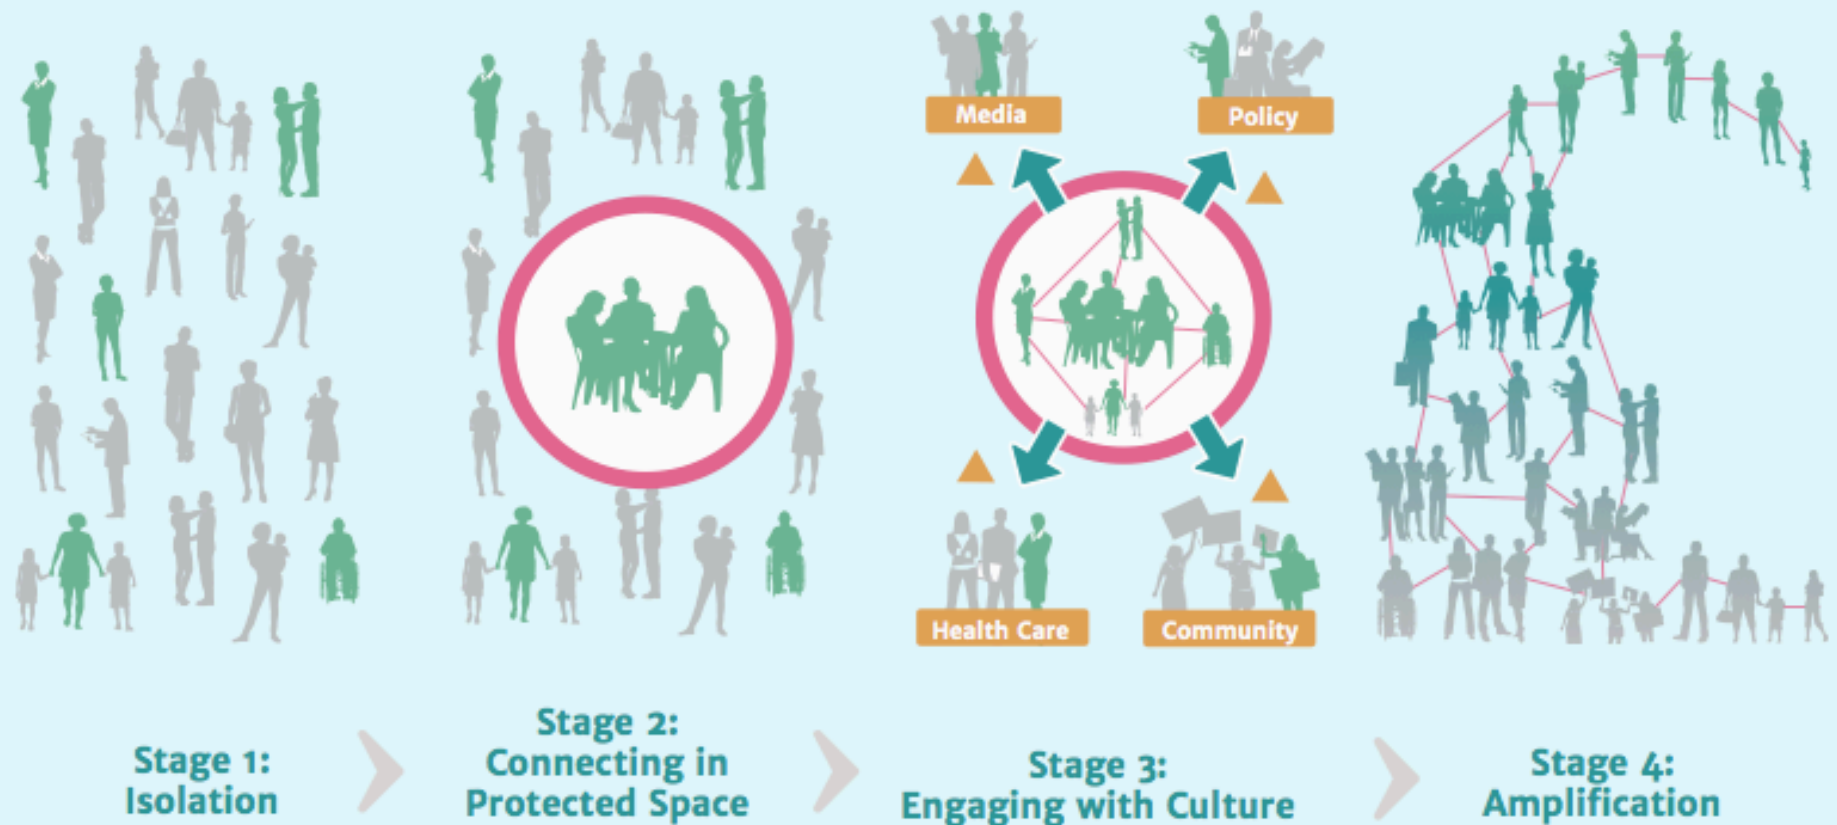 Media
Policy
Health Care
Community
Stage 1:
Isolation
Stage 2:
Connecting in
Protected Space
Stage 3:
Engaging with Culture
Stage 4:
Amplification